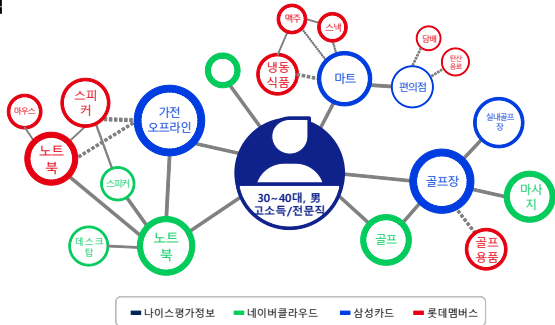 맥주
스낵
냉동
식품
마트
담배
탄산
음료
편의점
스피
커
마우스
노트
북
가전
오프라인
실내골프
장
스피커
30~40대, 男
고소득/전문직
골프장
마사
지
데스크
탑
노트
북
골프
골프
용품
나이스평가정보 네이버클라우드 삼성카드 롯데멤버스